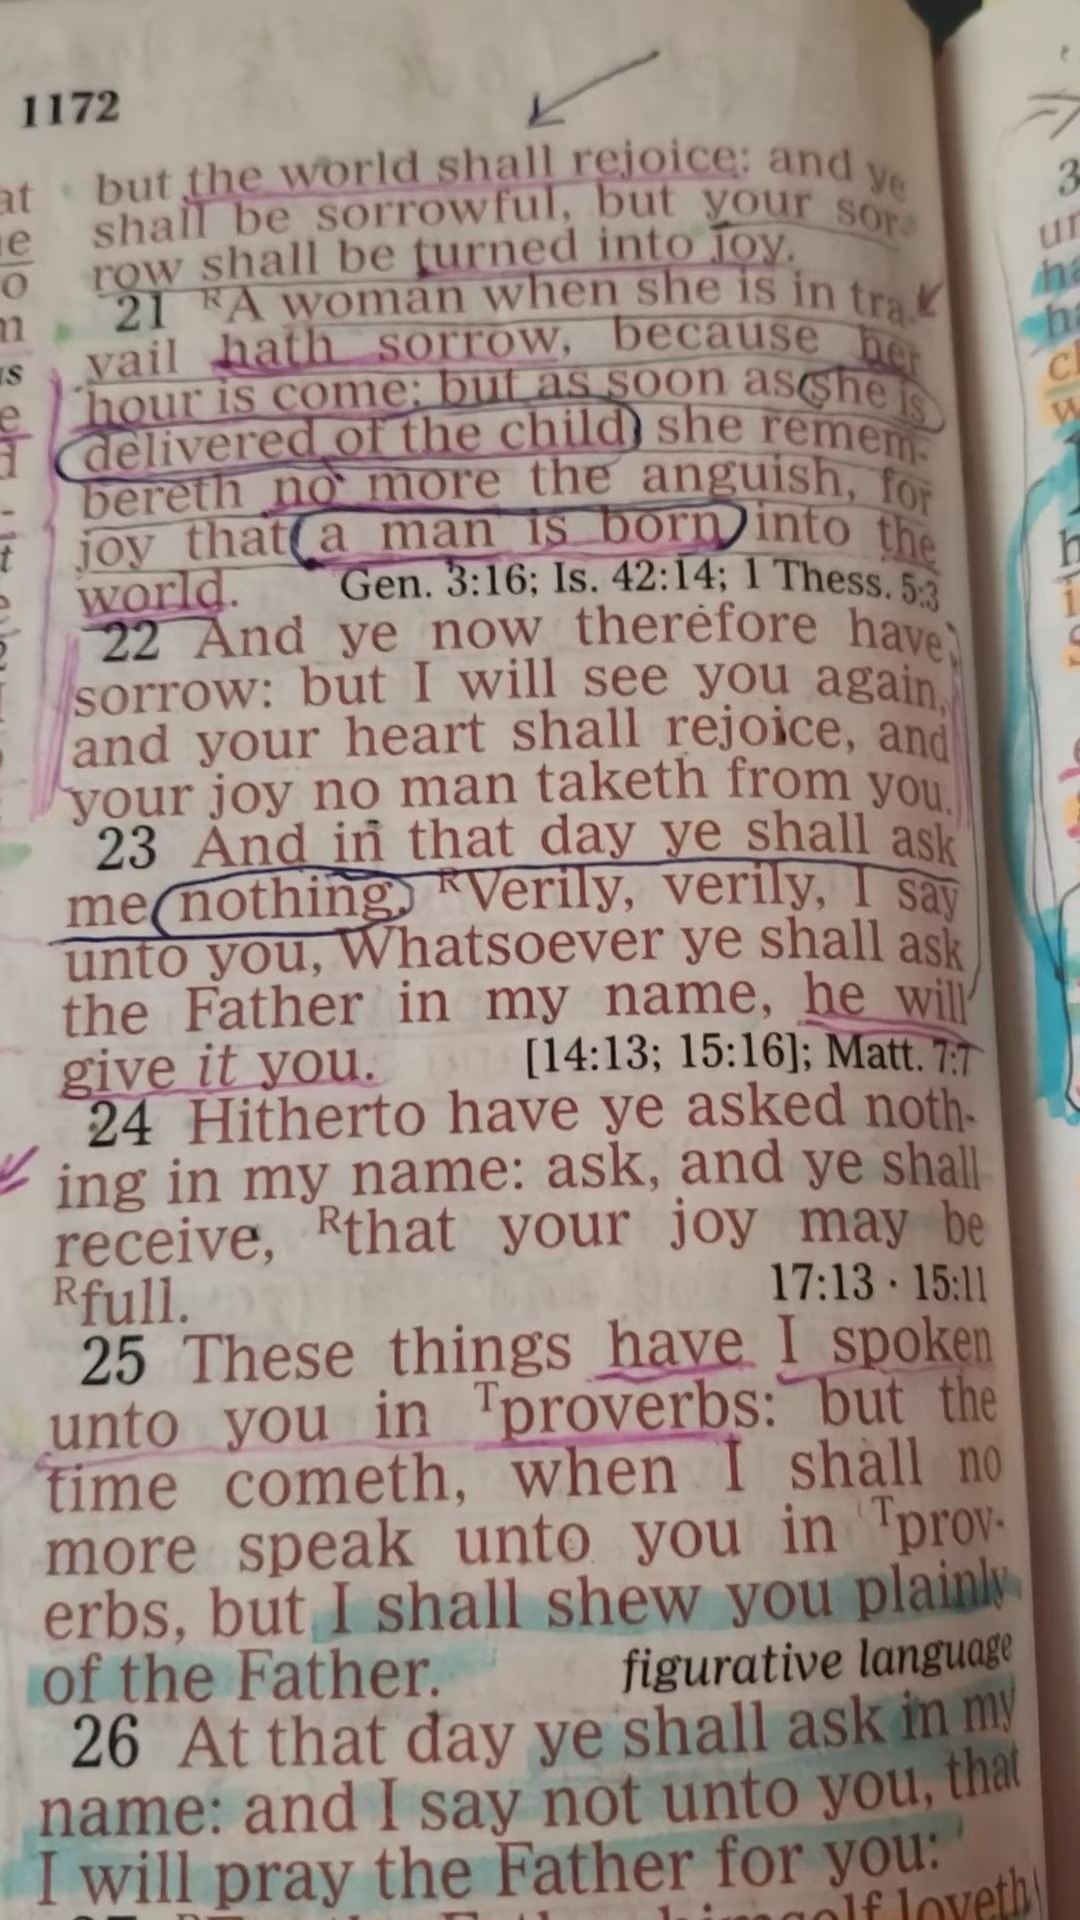 1172
but the world shall rejoice: and ye
shall be sorrowful, but your sor-
row shall be turned into joy.
21 ᴿA woman when she is in tra-
vail hath sorrow, because her
hour is come: but as soon as she is
delivered of the child, she remem-
bereth no more the anguish, for
joy that a man is born into the
world. Gen. 3:16; Is. 42:14; 1 Thess. 5:3
22 And ye now therefore have
sorrow: but I will see you again,
and your heart shall rejoice, and
your joy no man taketh from you.
23 And in that day ye shall ask
me nothing. ᴿVerily, verily, I say
unto you, Whatsoever ye shall ask
the Father in my name, he will
give it you. [14:13; 15:16]; Matt. 7:7
24 Hitherto have ye asked noth-
ing in my name: ask, and ye shall
receive, ᴿthat your joy may be
ᴿfull. 17:13 · 15:11
25 These things have I spoken
unto you in ᵀproverbs: but the
time cometh, when I shall no
more speak unto you in ᵀprov-
erbs, but I shall shew you plainly
of the Father. figurative language
26 At that day ye shall ask in my
name: and I say not unto you, that
I will pray the Father for you:
loveth